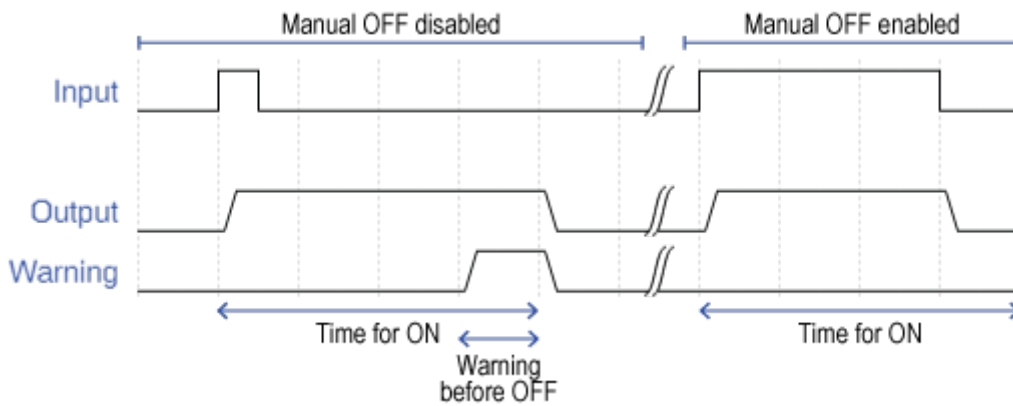 Manual OFF disabled
Manual OFF enabled
Input
Output
Warning
Time for ON
Time for ON
Warning
before OFF